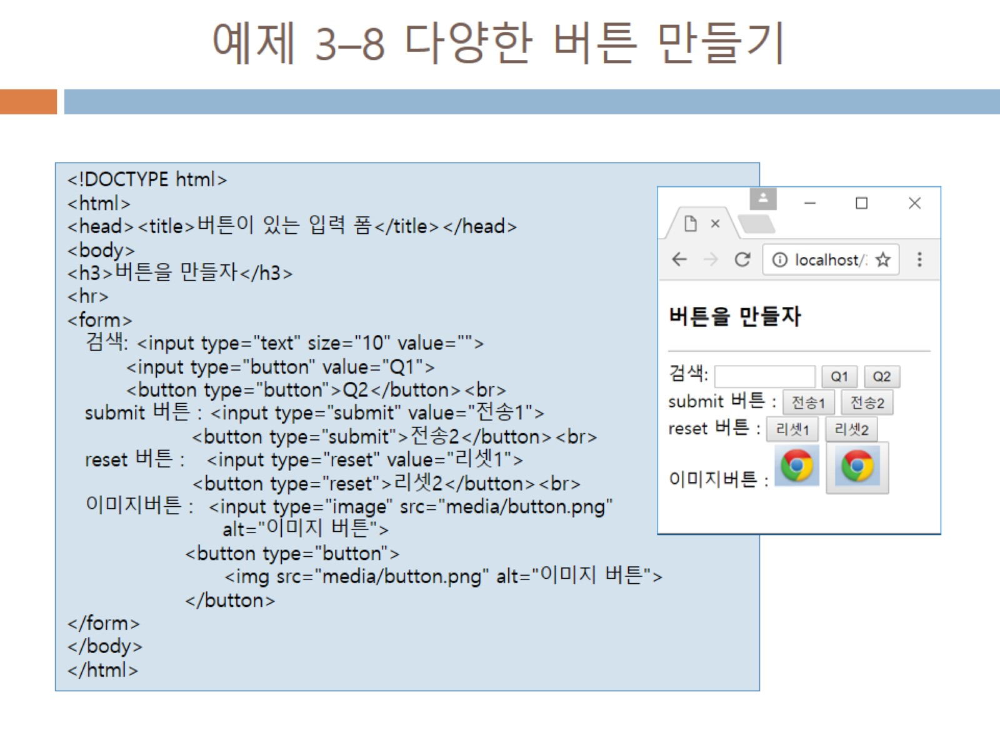 예제 3–8 다양한 버튼 만들기
<!DOCTYPE html>
<html>
<head><title>버튼이 있는 입력 폼</title></head>
<body>
<h3>버튼을 만들자</h3>
<hr>
<form>
검색: <input type="text" size="10" value="">
<input type="button" value="Q1">
<button type="button">Q2</button><br>
submit 버튼 : <input type="submit" value="전송1">
<button type="submit">전송2</button><br>
reset 버튼 : <input type="reset" value="리셋1">
<button type="reset">리셋2</button><br>
이미지버튼 : <input type="image" src="media/button.png"
alt="이미지 버튼">
<button type="button">
<img src="media/button.png" alt="이미지 버튼">
</button>
</form>
</body>
</html>
localhost/
버튼을 만들자
검색: Q1 Q2
submit 버튼 : 전송1 전송2
reset 버튼 : 리셋1 리셋2
이미지버튼 :